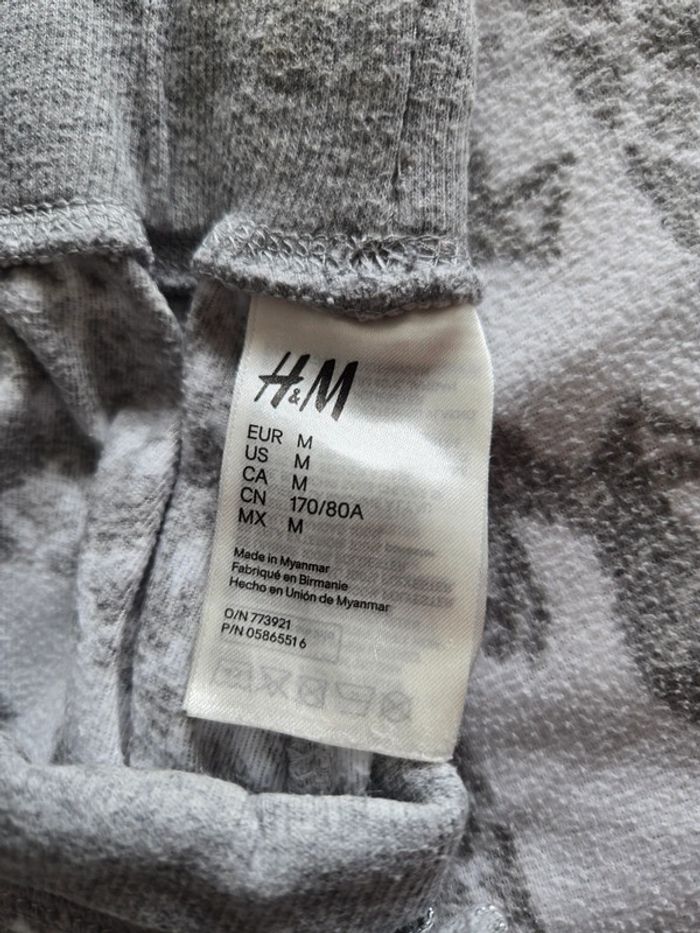 H&M
EUR M
US M
CA M
CN 170/80A
MX M
Made in Myanmar
Fabriqué en Birmanie
Hecho en Unión de Myanmar
O/N 773921
P/N 05865516